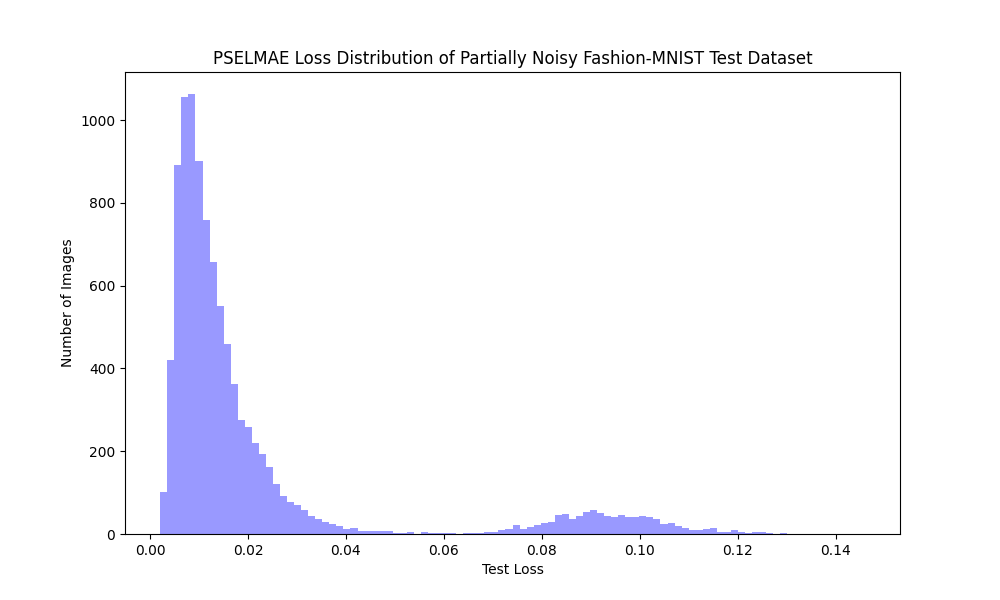 PSELMAE Loss Distribution of Partially Noisy Fashion-MNIST Test Dataset
Number of Images
1000
800
600
400
200
0
0.00 0.02 0.04 0.06 0.08 0.10 0.12 0.14
Test Loss